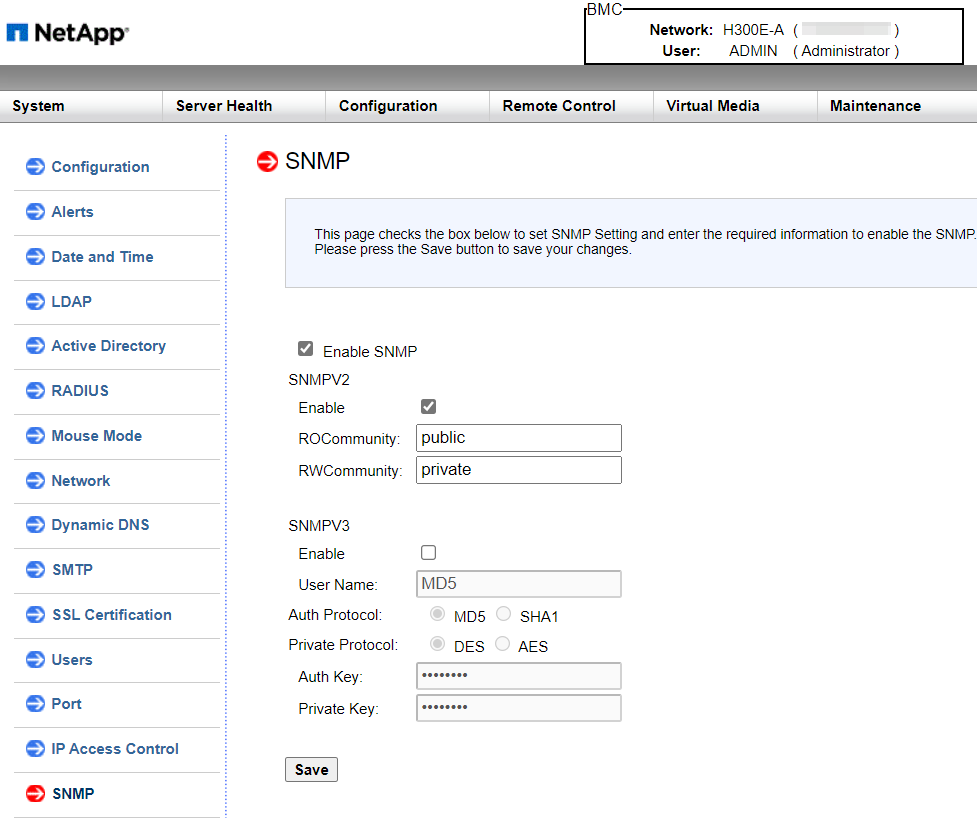 NetApp
BMC
Network: H300E-A ( )
User: ADMIN ( Administrator )
System Server Health Configuration Remote Control Virtual Media Maintenance
Configuration
Alerts
Date and Time
LDAP
Active Directory
RADIUS
Mouse Mode
Network
Dynamic DNS
SMTP
SSL Certification
Users
Port
IP Access Control
SNMP
SNMP
This page checks the box below to set SNMP Setting and enter the required information to enable the SNMP.
Please press the Save button to save your changes.
Enable SNMP
SNMPV2
Enable
ROCommunity: public
RWCommunity: private
SNMPV3
Enable
User Name: MD5
Auth Protocol: MD5 SHA1
Private Protocol: DES AES
Auth Key: ••••••••
Private Key: ••••••••
Save